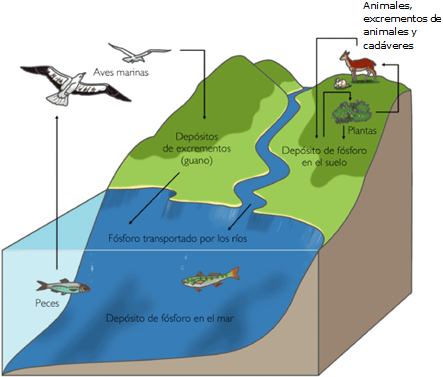 Animales,
excrementos de
animales y
cadáveres
Aves marinas
Depósitos
de excrementos
(guano)
Plantas
Depósito de fósforo
en el suelo
Fósforo transportado por los ríos
Peces
Depósito de fósforo en el mar